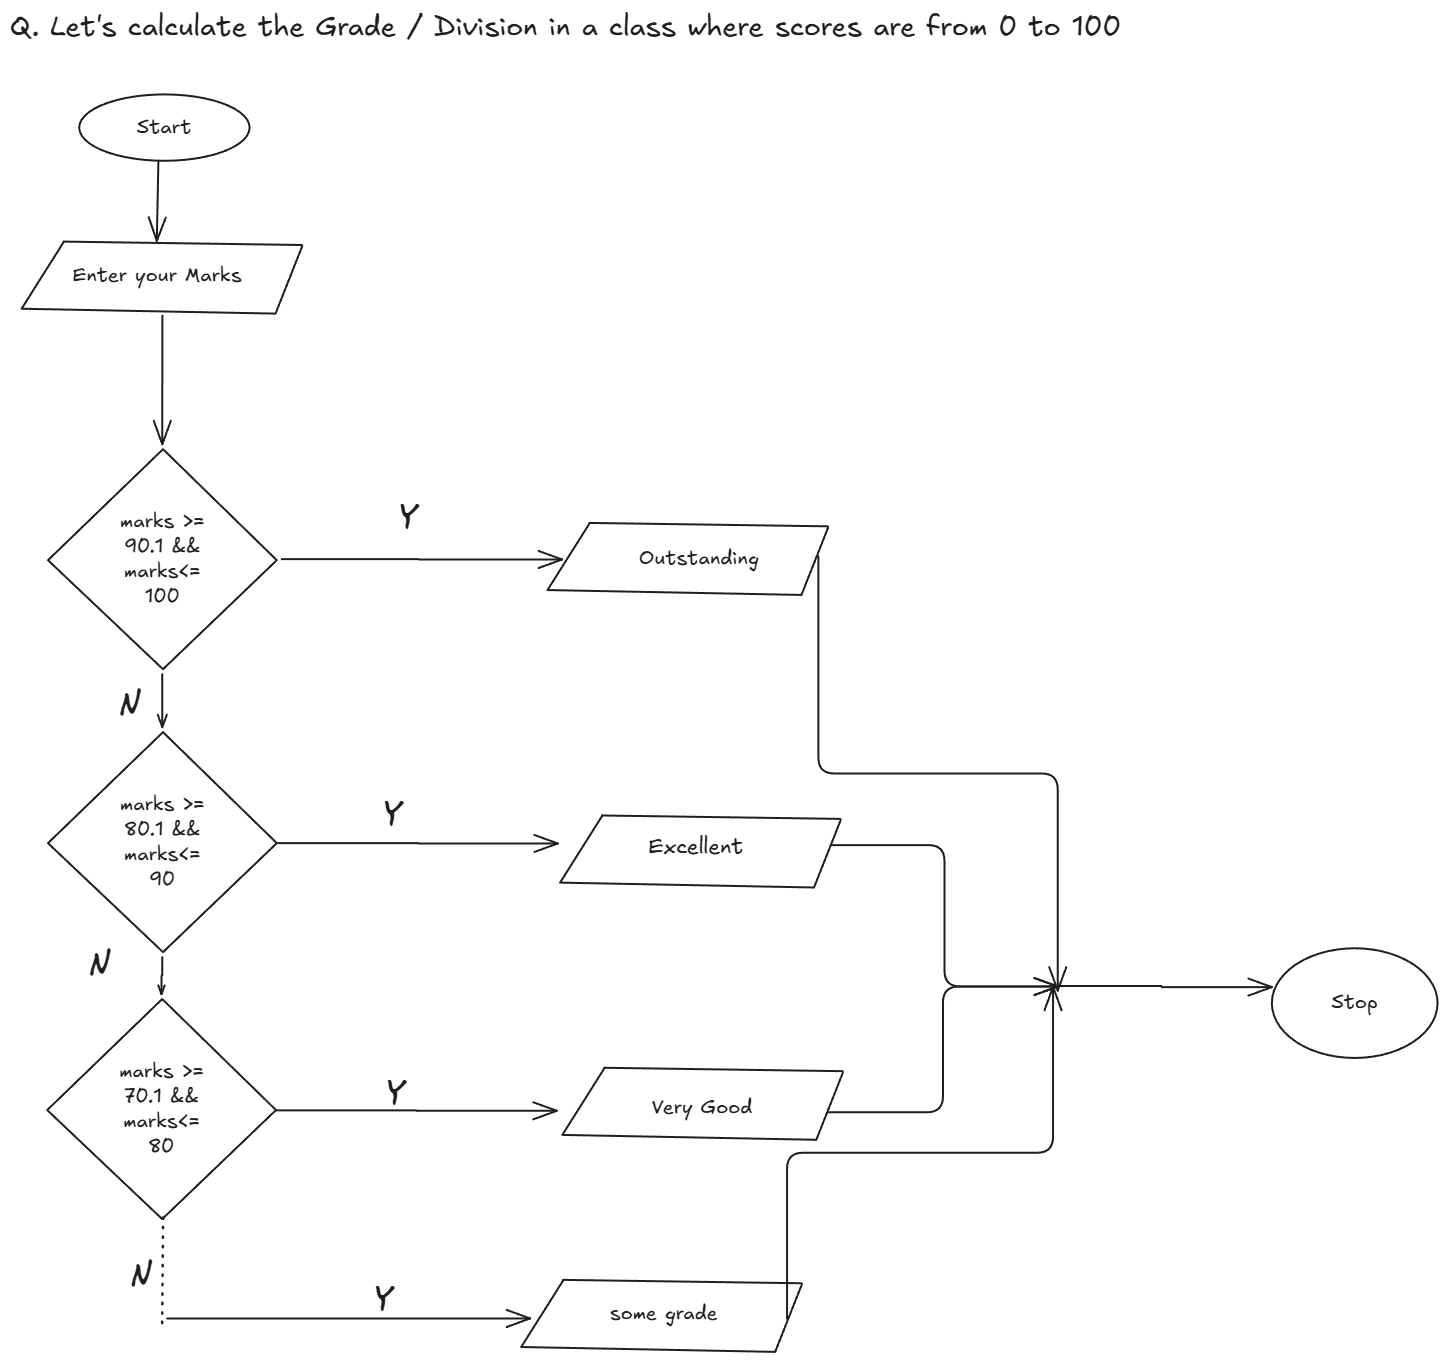 Q. Let's calculate the Grade / Division in a class where scores are from 0 to 100
Start
Enter your Marks
marks >=
90.1 &&
marks<=
100
Y
Outstanding
N
marks >=
80.1 &&
marks<=
90
Y
Excellent
N
marks >=
70.1 &&
marks<=
80
Y
Very Good
Stop
N
Y
some grade